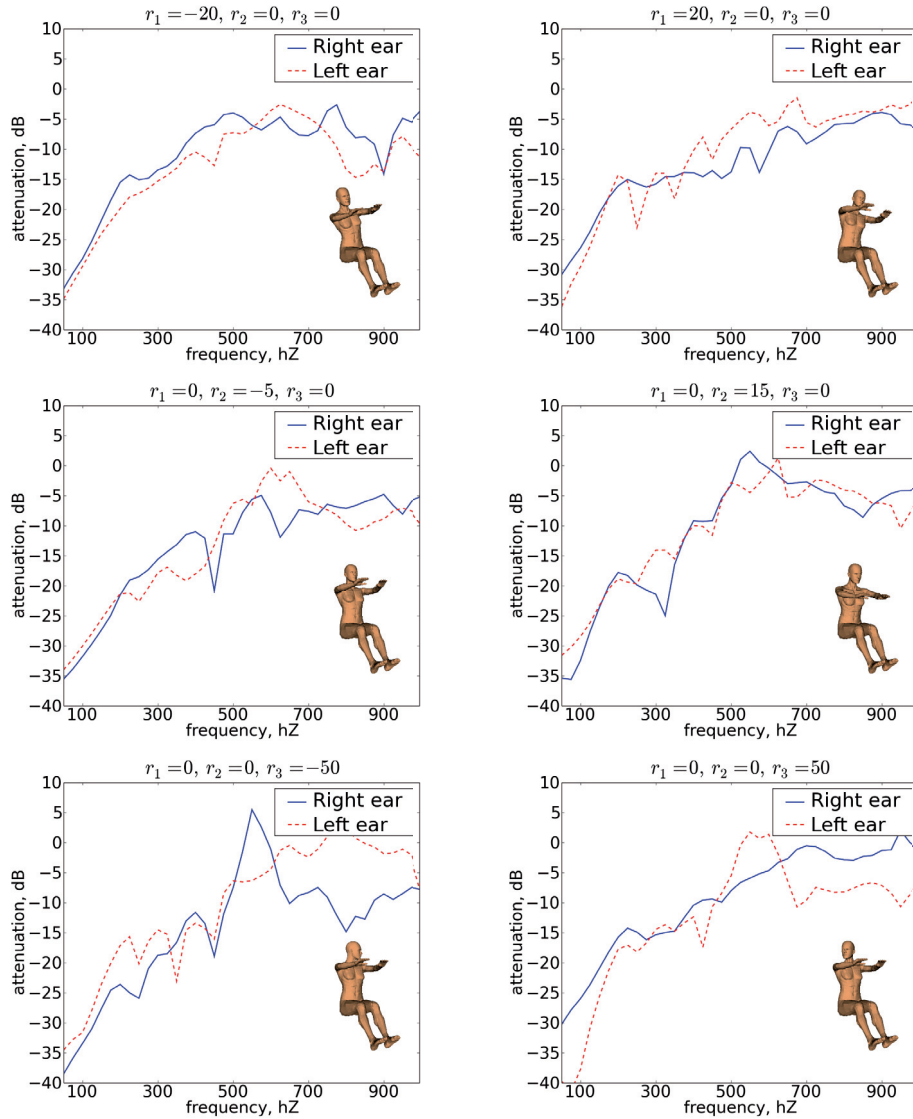 r₁ =−20, r₂ =0, r₃ =0
10
5
0
−5
−10
−15
−20
−25
−30
−35
−40
attenuation, dB
Right ear
Left ear
100 300 500 700 900
frequency, hZ
r₁ =20, r₂ =0, r₃ =0
10
5
0
−5
−10
−15
−20
−25
−30
−35
−40
attenuation, dB
Right ear
Left ear
100 300 500 700 900
frequency, hZ
r₁ =0, r₂ =−5, r₃ =0
10
5
0
−5
−10
−15
−20
−25
−30
−35
−40
attenuation, dB
Right ear
Left ear
100 300 500 700 900
frequency, hZ
r₁ =0, r₂ =15, r₃ =0
10
5
0
−5
−10
−15
−20
−25
−30
−35
−40
attenuation, dB
Right ear
Left ear
100 300 500 700 900
frequency, hZ
r₁ =0, r₂ =0, r₃ =−50
10
5
0
−5
−10
−15
−20
−25
−30
−35
−40
attenuation, dB
Right ear
Left ear
100 300 500 700 900
frequency, hZ
r₁ =0, r₂ =0, r₃ =50
10
5
0
−5
−10
−15
−20
−25
−30
−35
−40
attenuation, dB
Right ear
Left ear
100 300 500 700 900
frequency, hZ